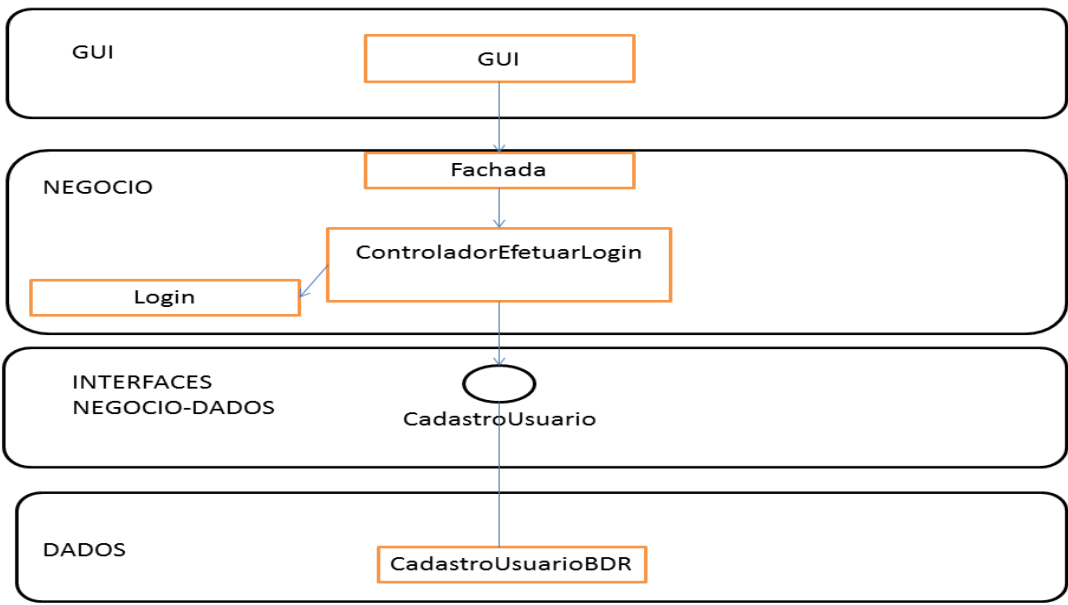 GUI
GUI
NEGOCIO
Fachada
ControladorEfetuarLogin
Login
INTERFACES
NEGOCIO-DADOS
CadastroUsuario
DADOS
CadastroUsuarioBDR